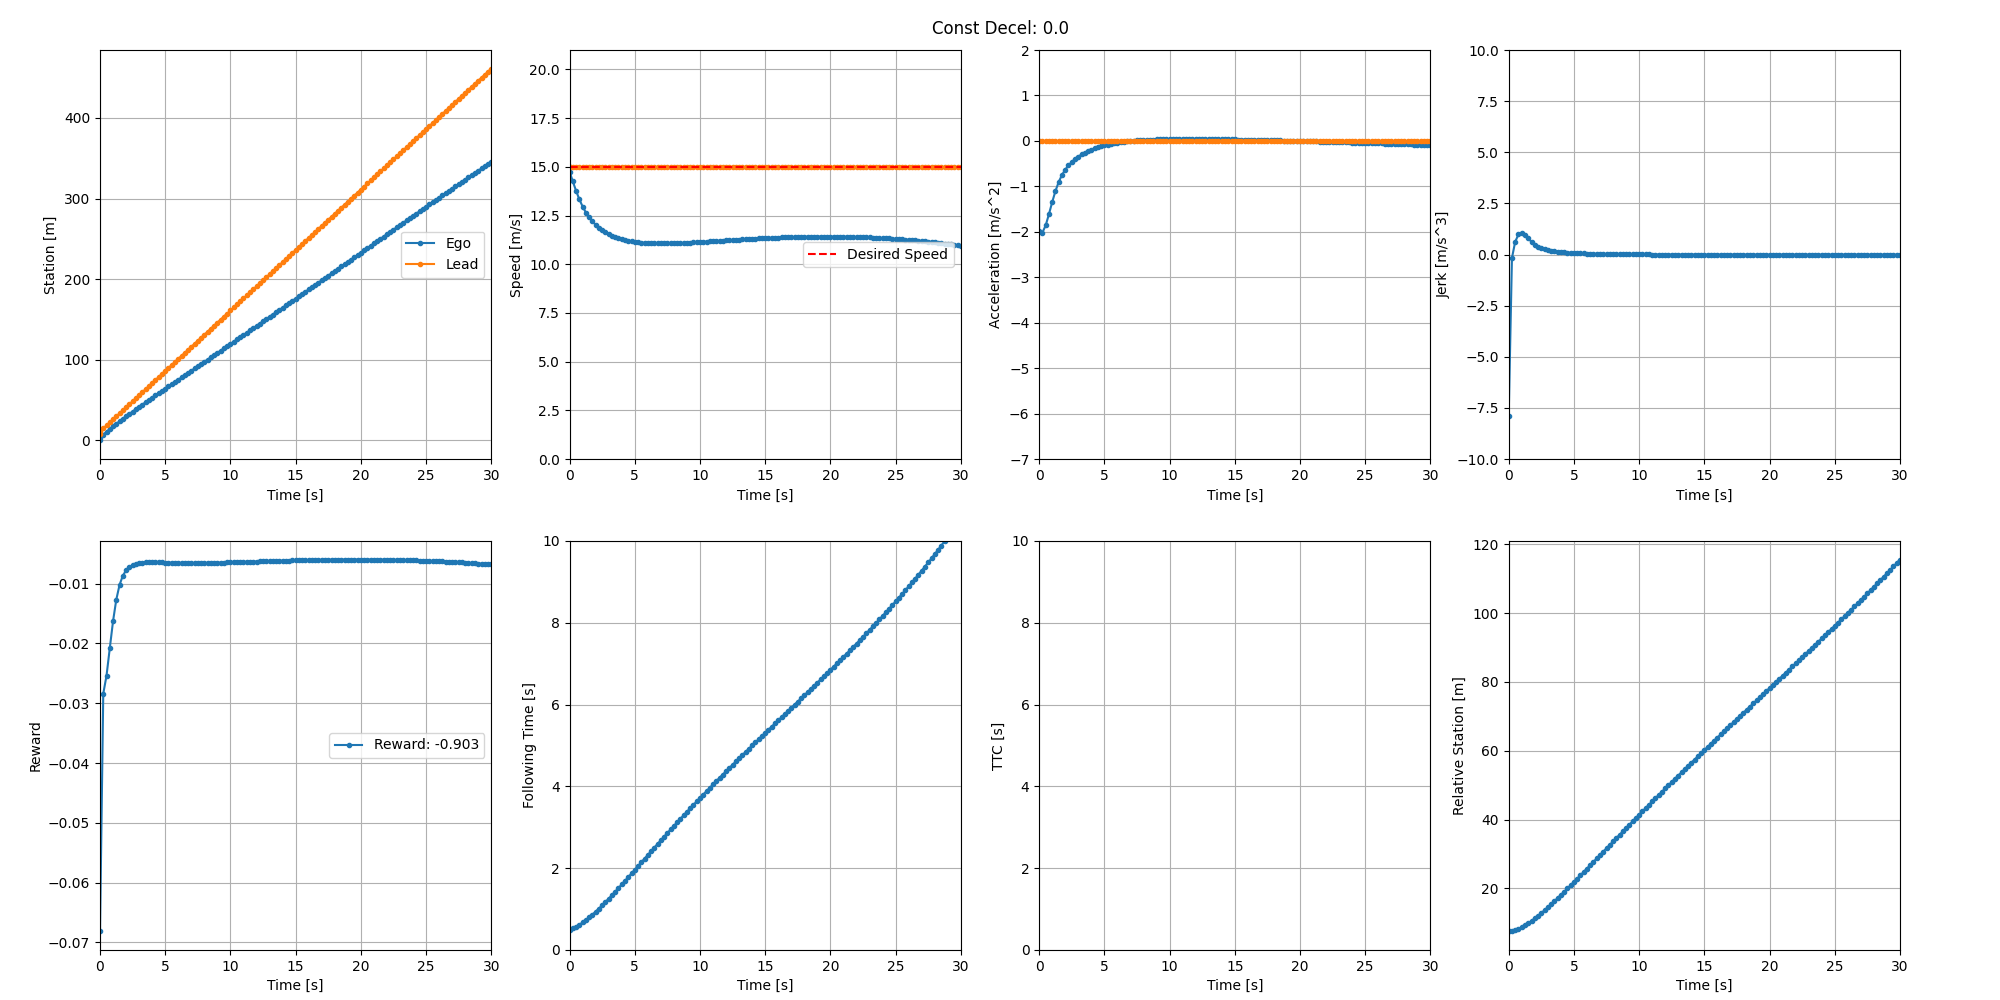 Const Decel: 0.0
Station [m]
400
300
200
100
0
Ego
Lead
0 5 10 15 20 25 30
Time [s]
Speed [m/s]
20.0
17.5
15.0
12.5
10.0
7.5
5.0
2.5
0.0
Desired Speed
0 5 10 15 20 25 30
Time [s]
Acceleration [m/s^2]
2
1
0
−1
−2
−3
−4
−5
−6
−7
0 5 10 15 20 25 30
Time [s]
Jerk [m/s^3]
10.0
7.5
5.0
2.5
0.0
−2.5
−5.0
−7.5
−10.0
0 5 10 15 20 25 30
Time [s]
Reward
−0.01
−0.02
−0.03
−0.04
−0.05
−0.06
−0.07
Reward: -0.903
0 5 10 15 20 25 30
Time [s]
Following Time [s]
10
8
6
4
2
0
0 5 10 15 20 25 30
Time [s]
TTC [s]
10
8
6
4
2
0
0 5 10 15 20 25 30
Time [s]
Relative Station [m]
120
100
80
60
40
20
0 5 10 15 20 25 30
Time [s]